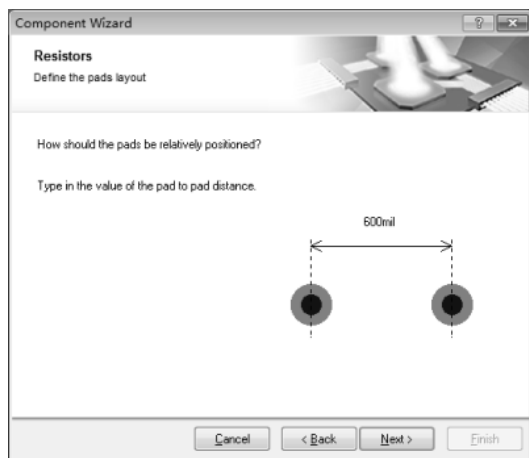 Component Wizard
Resistors
Define the pads layout
How should the pads be relatively positioned?
Type in the value of the pad to pad distance.
600mil
Cancel
< Back
Next >
Finish